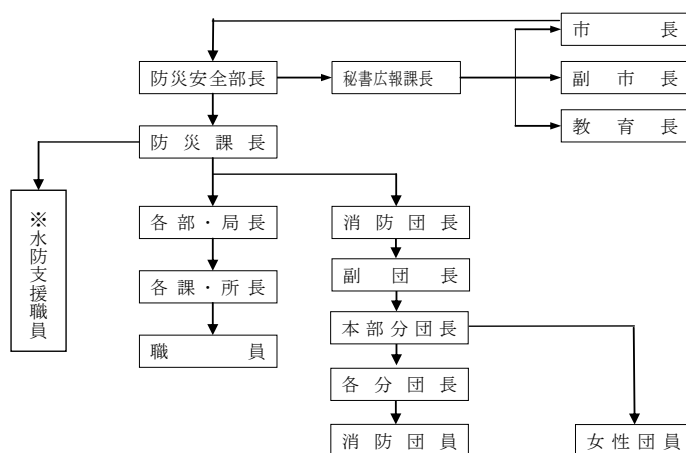 市長
防災安全部長
秘書広報課長
副市長
教育長
防災課長
※水防支援職員
各部・局長
消防団長
各課・所長
副団長
本部分団長
職員
各分団長
消防団員
女性団員